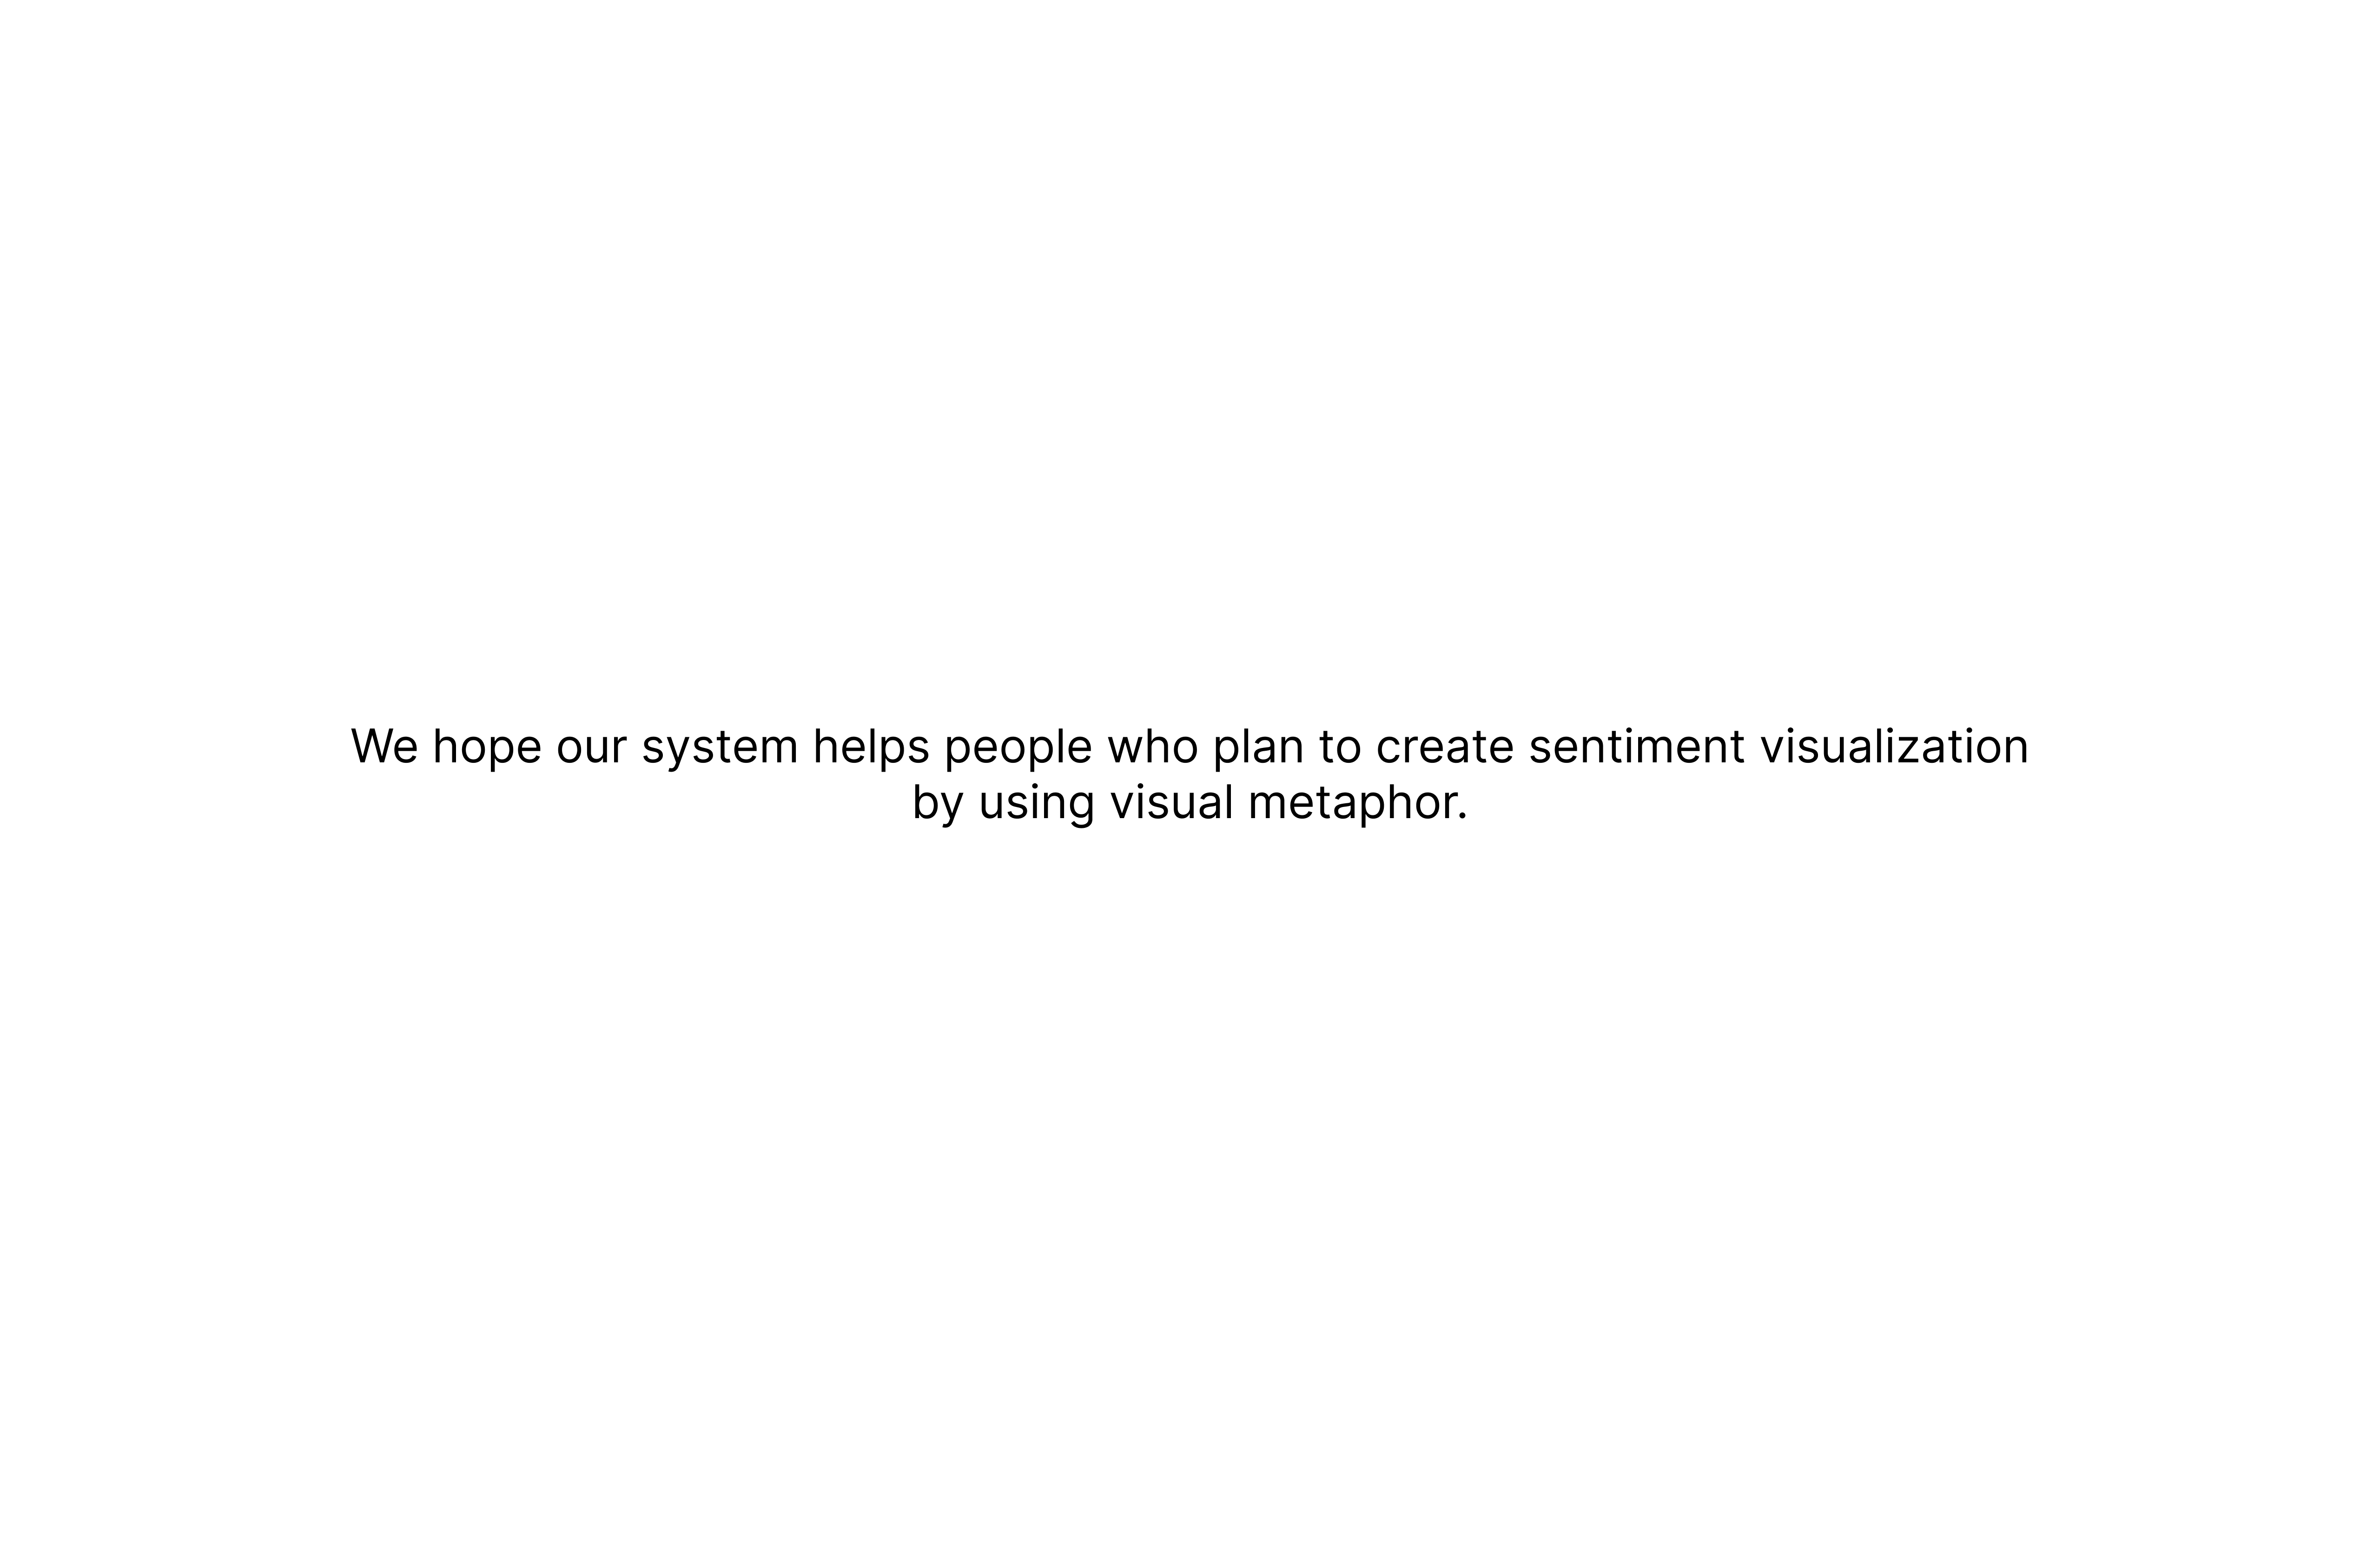 We hope our system helps people who plan to create sentiment visualization
by using visual metaphor.